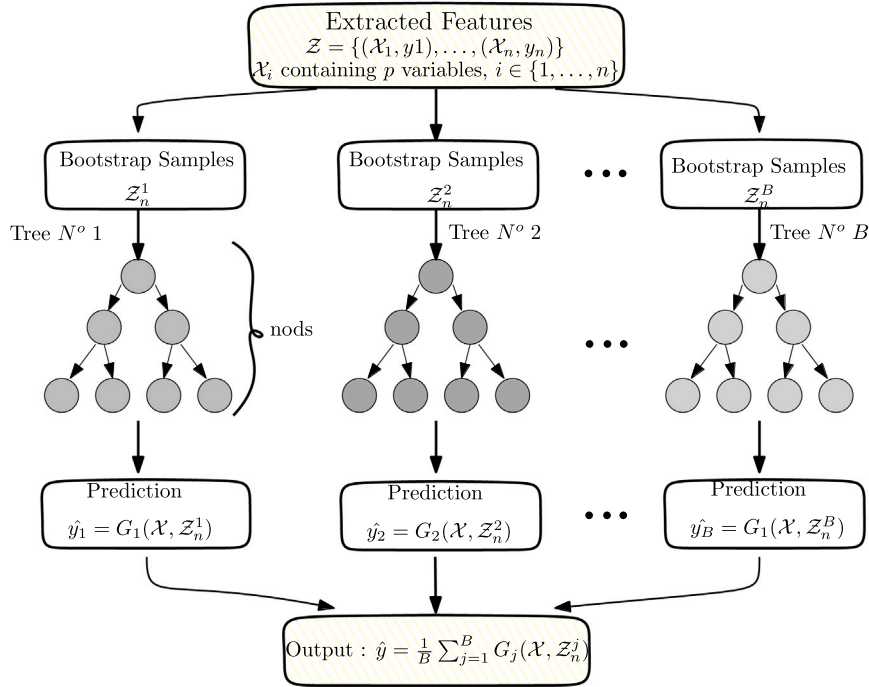 Extracted Features
𝒵 = {(𝒳₁, y1), . . . , (𝒳ₙ, yₙ)}
𝒳ᵢ containing p variables, i ∈ {1, . . . , n}
Bootstrap Samples
𝒵ₙ¹
Bootstrap Samples
𝒵ₙ²
Bootstrap Samples
𝒵ₙᴮ
Tree Nᵒ 1
Tree Nᵒ 2
Tree Nᵒ B
nods
Prediction
ŷ₁ = G₁(𝒳, 𝒵ₙ¹)
Prediction
ŷ₂ = G₂(𝒳, 𝒵ₙ²)
Prediction
ŷ_B = G₁(𝒳, 𝒵ₙᴮ)
Output : ŷ = 1/B ∑ⱼ₌₁ᴮ Gⱼ(𝒳, 𝒵ₙʲ)